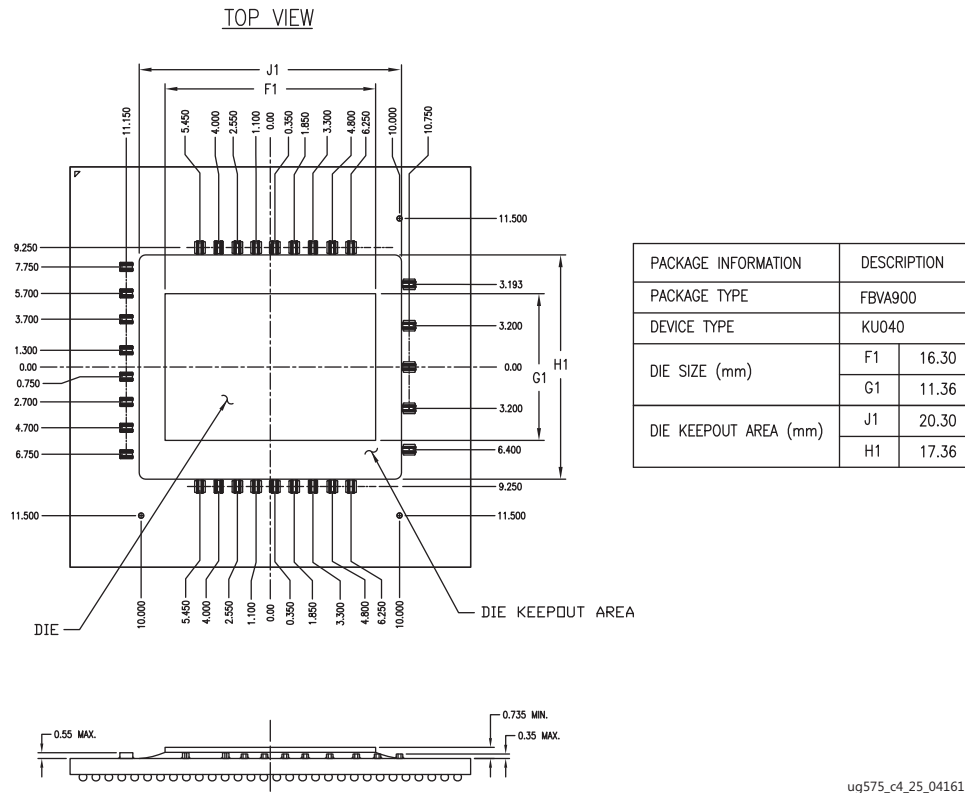 TOP VIEW
J1
F1
11.150
5.450
4.000
2.550
1.100
0.00
0.350
1.850
3.300
4.800
6.250
10.000
10.750
11.500
9.250
7.750
5.700
3.700
1.300
0.00
0.750
2.700
4.700
6.750
11.500
3.193
3.200
0.00
3.200
6.400
9.250
11.500
G1
H1
10.000
5.450
4.000
2.550
1.100
0.00
0.350
1.850
3.300
4.800
6.250
10.000
DIE
DIE KEEPOUT AREA
PACKAGE INFORMATION DESCRIPTION
PACKAGE TYPE FBVA900
DEVICE TYPE KU040
DIE SIZE (mm) F1 16.30
G1 11.36
DIE KEEPOUT AREA (mm) J1 20.30
H1 17.36
0.55 MAX.
0.735 MIN.
0.35 MAX.
ug575_c4_25_04161